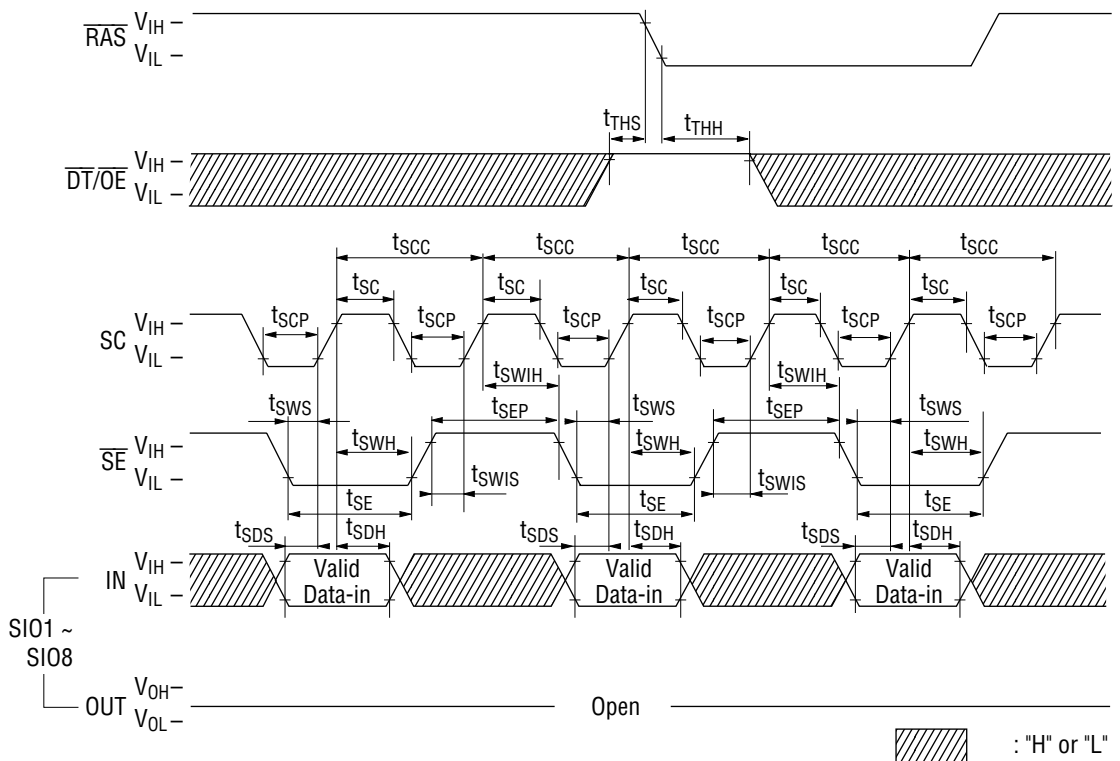 RAS VIH
VIL
tTHS tTHH
DT/OE VIH
VIL
tSCC tSCC tSCC tSCC tSCC
tSC tSC tSC tSC tSC
tSCP tSCP tSCP tSCP tSCP tSCP
SC VIH
VIL
tSWIH tSWIH
tSWS tSEP tSWS tSEP tSWS
SE VIH
VIL
tSWH tSWH tSWH
tSWIS tSWIS
tSE tSE tSE
tSDS tSDH tSDS tSDH tSDS tSDH
IN VIH
VIL
Valid Data-in
Valid Data-in
Valid Data-in
SIO1 ~
SIO8
OUT VOH
VOL
Open
: "H" or "L"